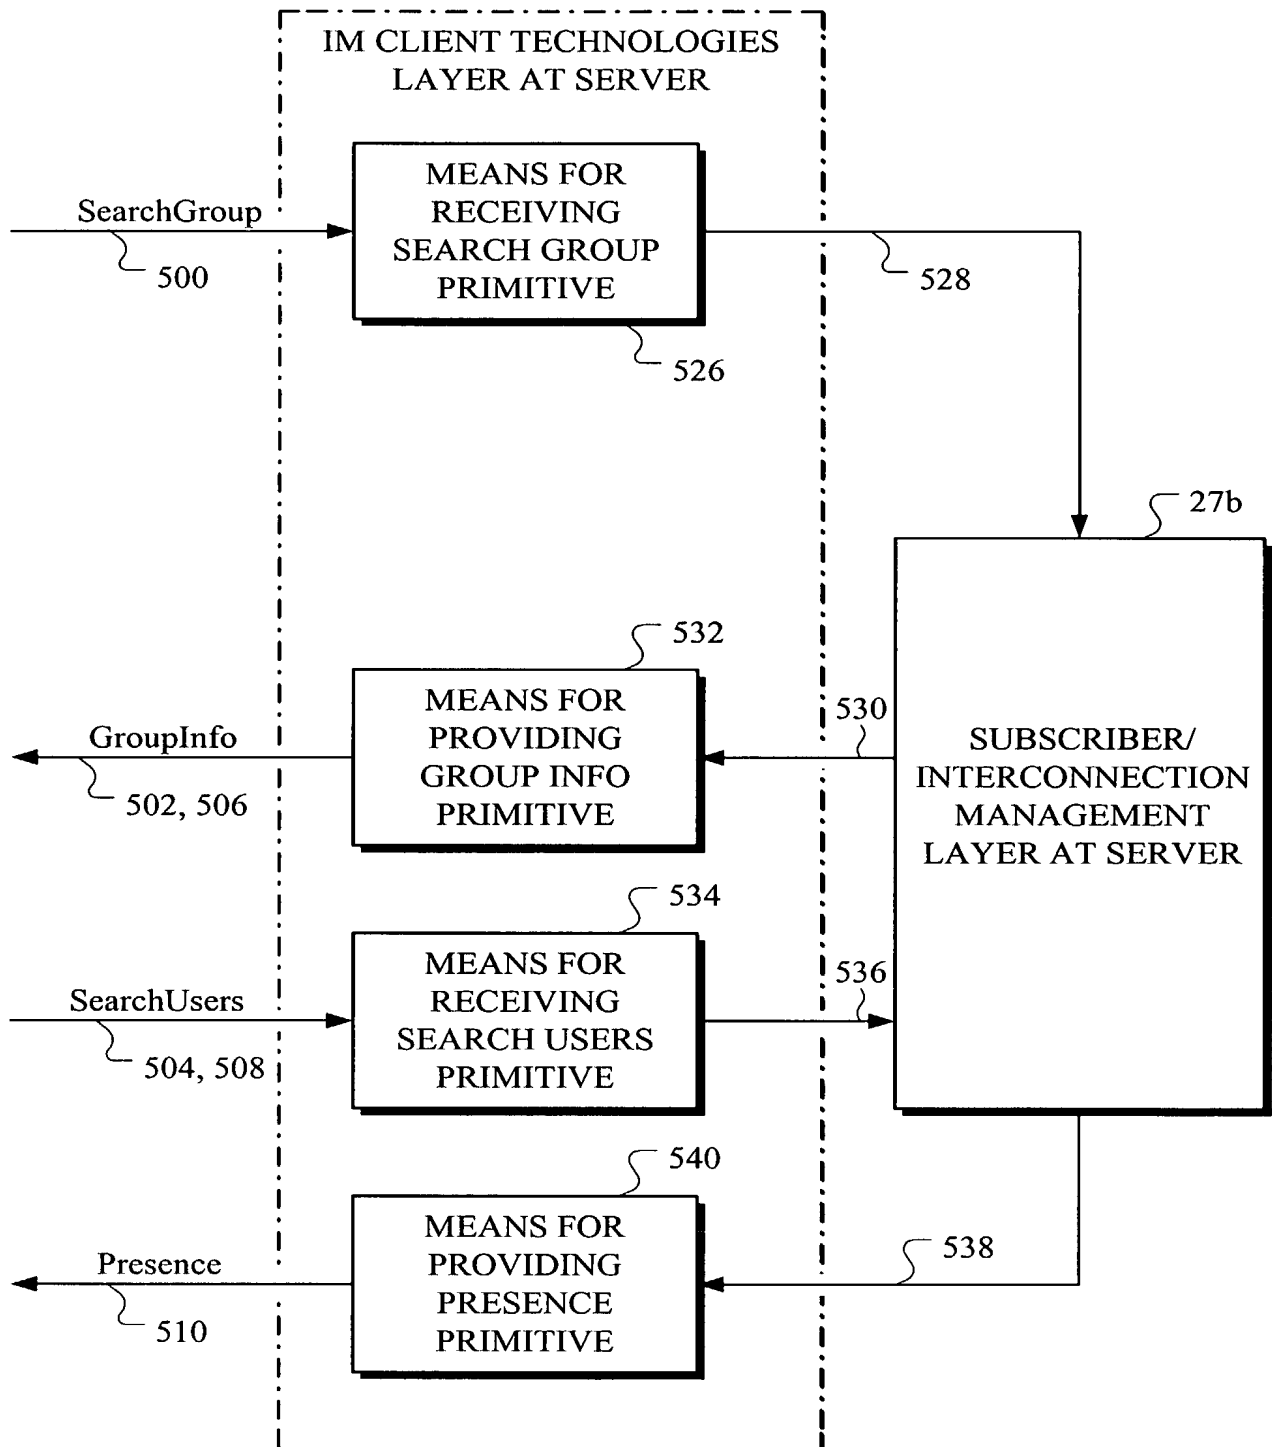 IM CLIENT TECHNOLOGIES
LAYER AT SERVER
MEANS FOR
RECEIVING
SEARCH GROUP
PRIMITIVE
SearchGroup
500
528
526
27b
532
MEANS FOR
PROVIDING
GROUP INFO
PRIMITIVE
GroupInfo
502, 506
530
SUBSCRIBER/
INTERCONNECTION
MANAGEMENT
LAYER AT SERVER
534
MEANS FOR
RECEIVING
SEARCH USERS
PRIMITIVE
SearchUsers
504, 508
536
540
MEANS FOR
PROVIDING
PRESENCE
PRIMITIVE
Presence
510
538